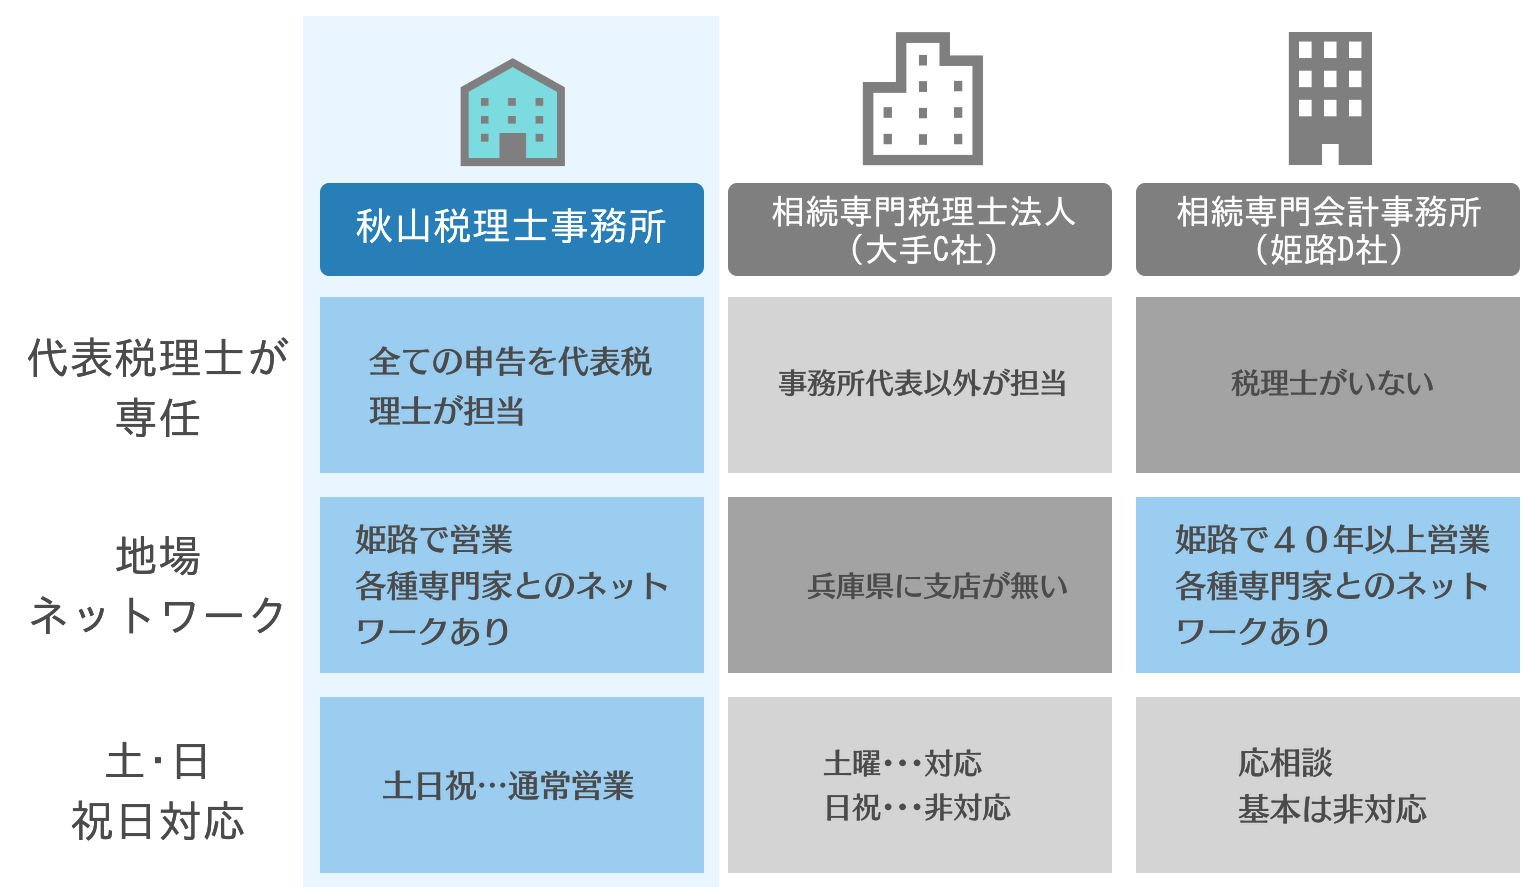 秋山税理士事務所
相続専門税理士法人
（大手C社）
相続専門会計事務所
（姫路D社）
代表税理士が
専任
全ての申告を代表税
理士が担当
事務所代表以外が担当
税理士がいない
地場
ネットワーク
姫路で営業
各種専門家とのネット
ワークあり
兵庫県に支店が無い
姫路で４０年以上営業
各種専門家とのネット
ワークあり
土・日
祝日対応
土日祝…通常営業
土曜・・・対応
日祝・・・非対応
応相談
基本は非対応